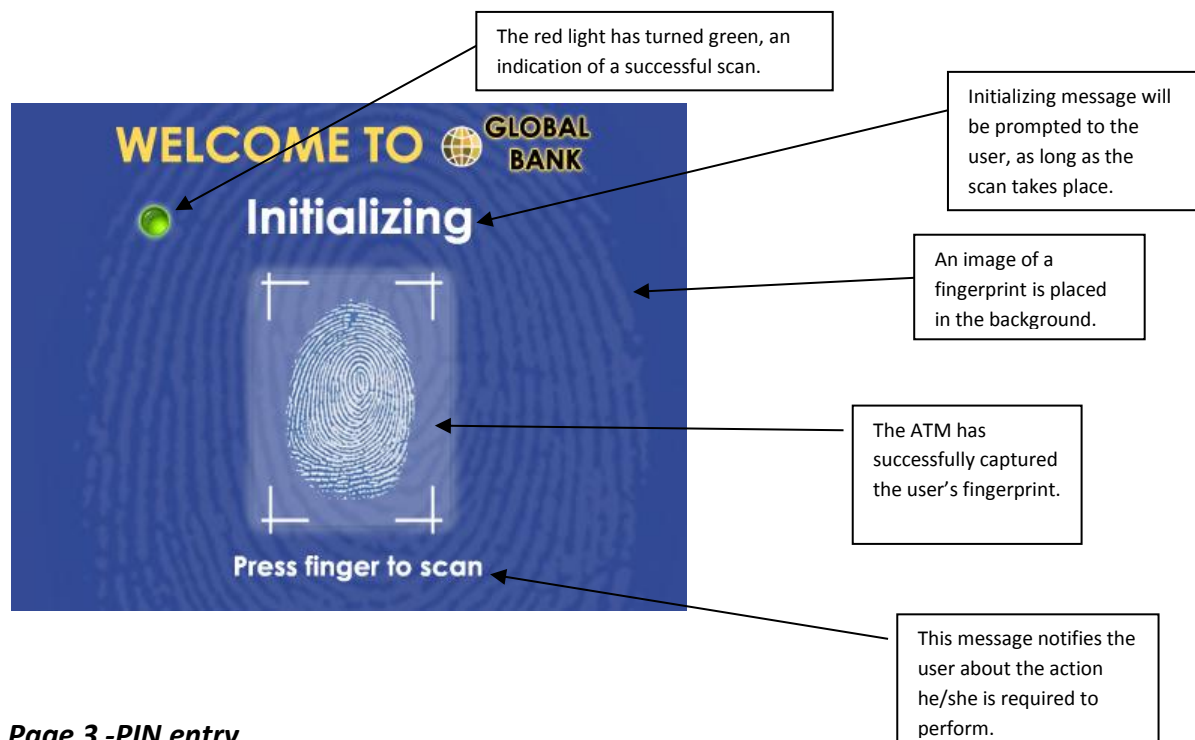 The red light has turned green, an
indication of a successful scan.
Initializing message will
be prompted to the
user, as long as the
scan takes place.
WELCOME TO GLOBAL
BANK
Initializing
An image of a
fingerprint is placed
in the background.
The ATM has
successfully captured
the user’s fingerprint.
Press finger to scan
This message notifies the
user about the action
he/she is required to
perform.
Page 3 -PIN entry